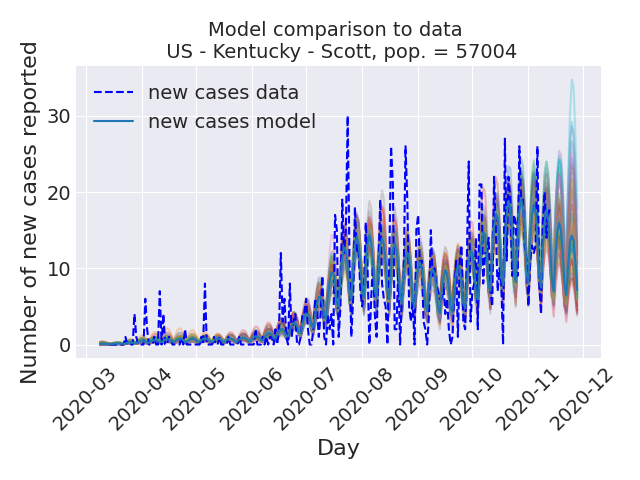 Model comparison to data
US - Kentucky - Scott, pop. = 57004
Number of new cases reported
30
20
10
0
new cases data
new cases model
2020-03
2020-04
2020-05
2020-06
2020-07
2020-08
2020-09
2020-10
2020-11
2020-12
Day